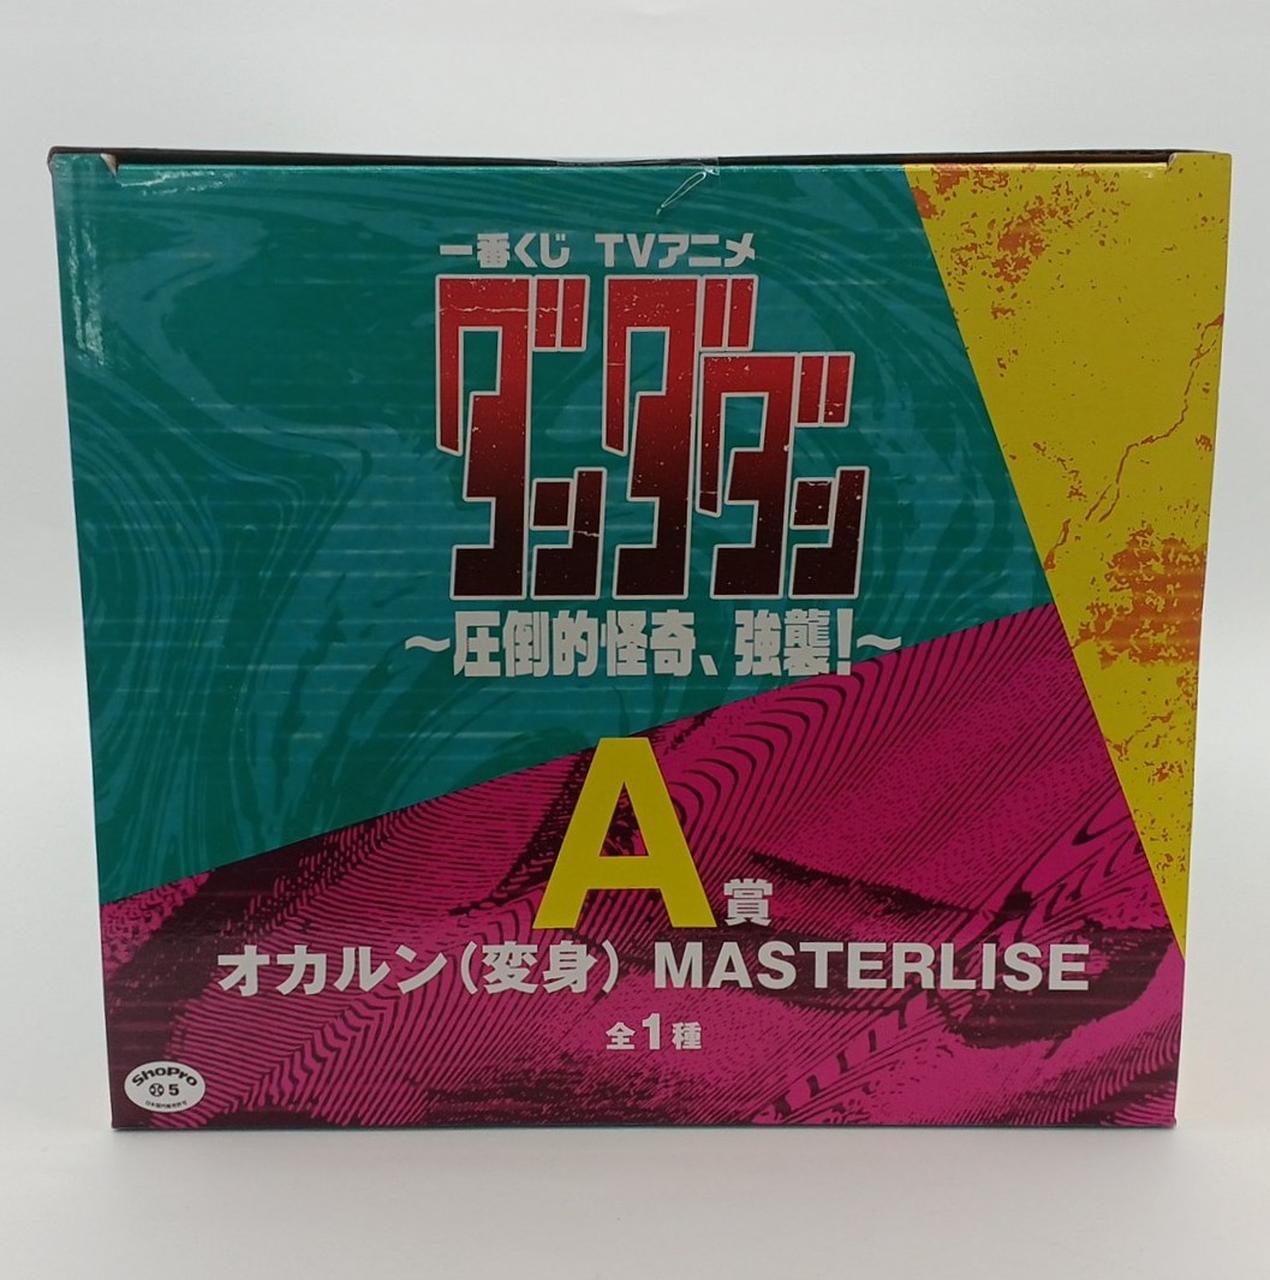 一番くじ TVアニメ
ダンダダン
～圧倒的怪奇、強襲!～
A賞
オカルン(変身) MASTERLISE
全1種
ShoPro
5